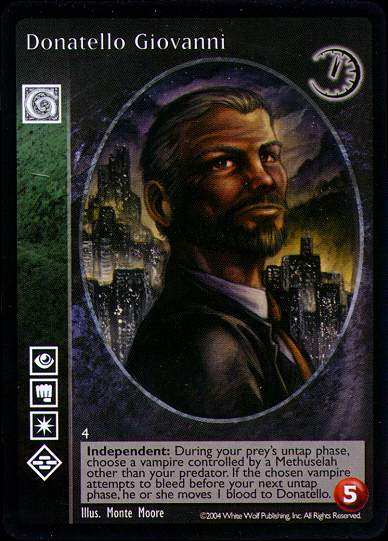 Donatello Giovanni
4
Independent: During your prey's untap phase,
choose a vampire controlled by a Methuselah
other than your predator. If the chosen vampire
attempts to bleed before your next untap
phase, he or she moves 1 blood to Donatello.
5
Illus. Monte Moore
©2004 White Wolf Publishing, Inc. All Rights Reserved.